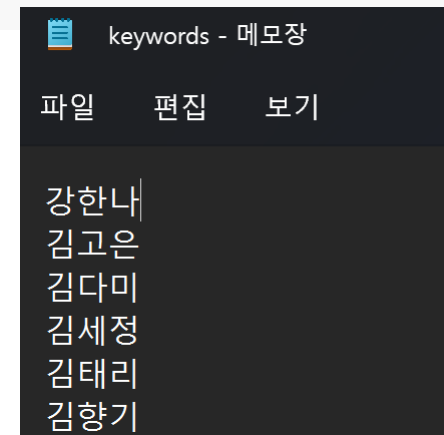 keywords - 메모장
파일 편집 보기
강한나
김고은
김다미
김세정
김태리
김향기